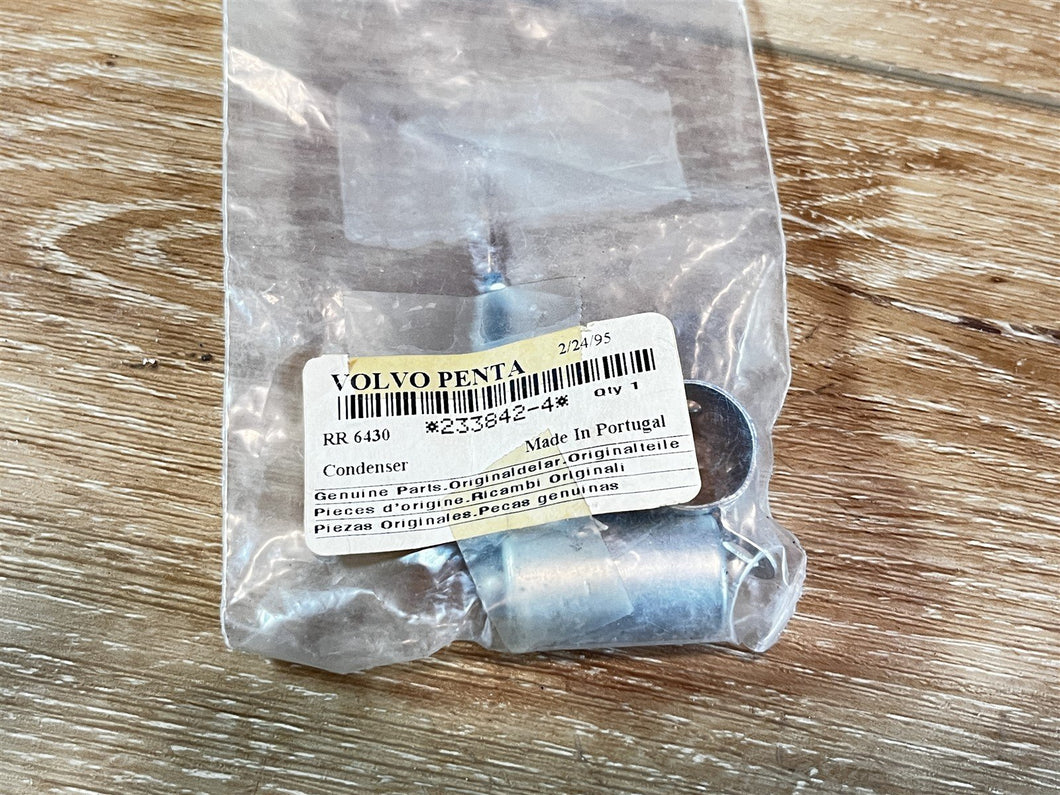 VOLVO PENTA 2/24/95
Qty 1
*233842-4*
RR 6430
Made In Portugal
Condenser
Genuine Parts.Originaldelar.Originalteile
Pieces d'origine.Ricambi Originali
Piezas Originales.Pecas genuinas